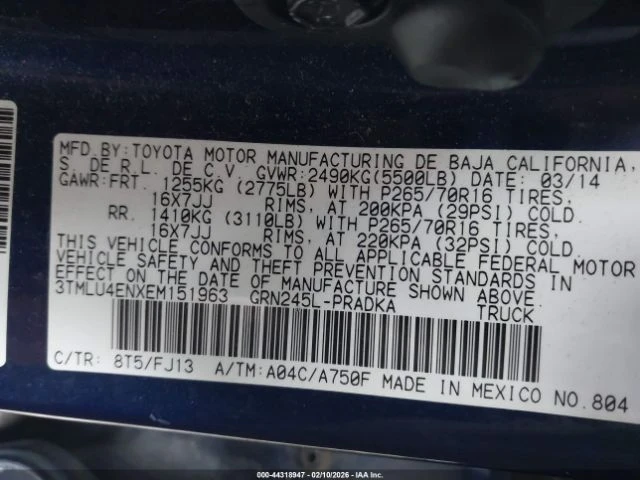 MFD.BY:TOYOTA MOTOR MANUFACTURING DE BAJA CALIFORNIA,
S. DE R.L. DE C.V. GVWR:2490KG(5500LB) DATE: 03/14
GAWR:FRT. 1255KG (2775LB) WITH P265/70R16 TIRES,
16X7JJ RIMS, AT 200KPA (29PSI) COLD.
RR. 1410KG (3110LB) WITH P265/70R16 TIRES,
16X7JJ RIMS, AT 220KPA (32PSI) COLD.
THIS VEHICLE CONFORMS TO ALL APPLICABLE FEDERAL MOTOR
VEHICLE SAFETY AND THEFT PREVENTION STANDARDS IN
EFFECT ON THE DATE OF MANUFACTURE SHOWN ABOVE.
3TMLU4ENXEM151963 GRN245L-PRADKA TRUCK
C/TR: 8T5/FJ13 A/TM:A04C/A750F MADE IN MEXICO NO.804
000-44318947 - 02/10/2026 - IAAI, INC.